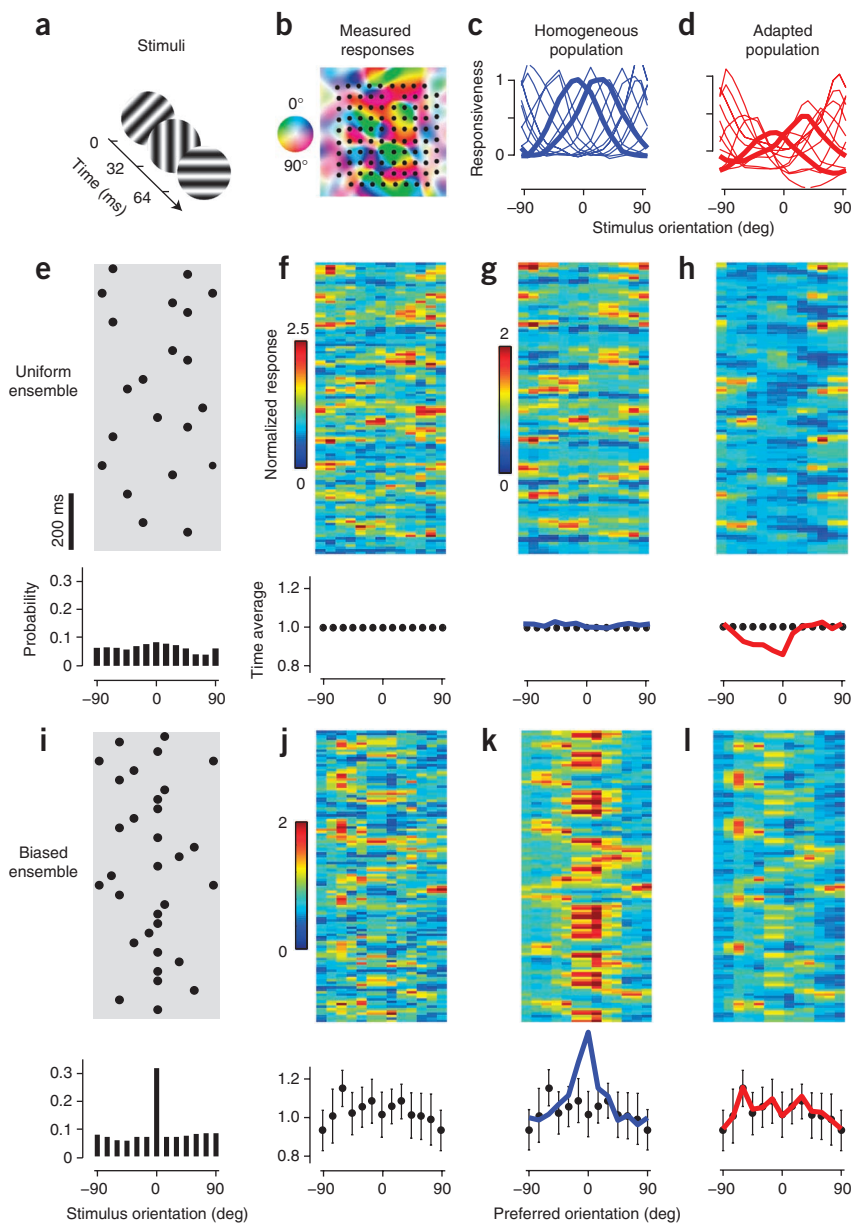 a
Stimuli
0
32
64
Time (ms)
b
Measured
responses
0°
90°
c
Homogeneous
population
Responsiveness
1
0
−90
0
90
d
Adapted
population
−90
0
90
Stimulus orientation (deg)
e
Uniform
ensemble
200 ms
Probability
0.3
0.2
0.1
0
−90
0
90
f
Normalized response
2.5
0
Time average
1.2
1.0
0.8
−90
0
90
g
2
0
−90
0
90
h
−90
0
90
i
Biased
ensemble
0.3
0.2
0.1
0
−90
0
90
Stimulus orientation (deg)
j
2
0
1.2
1.0
0.8
−90
0
90
k
−90
0
90
l
−90
0
90
Preferred orientation (deg)